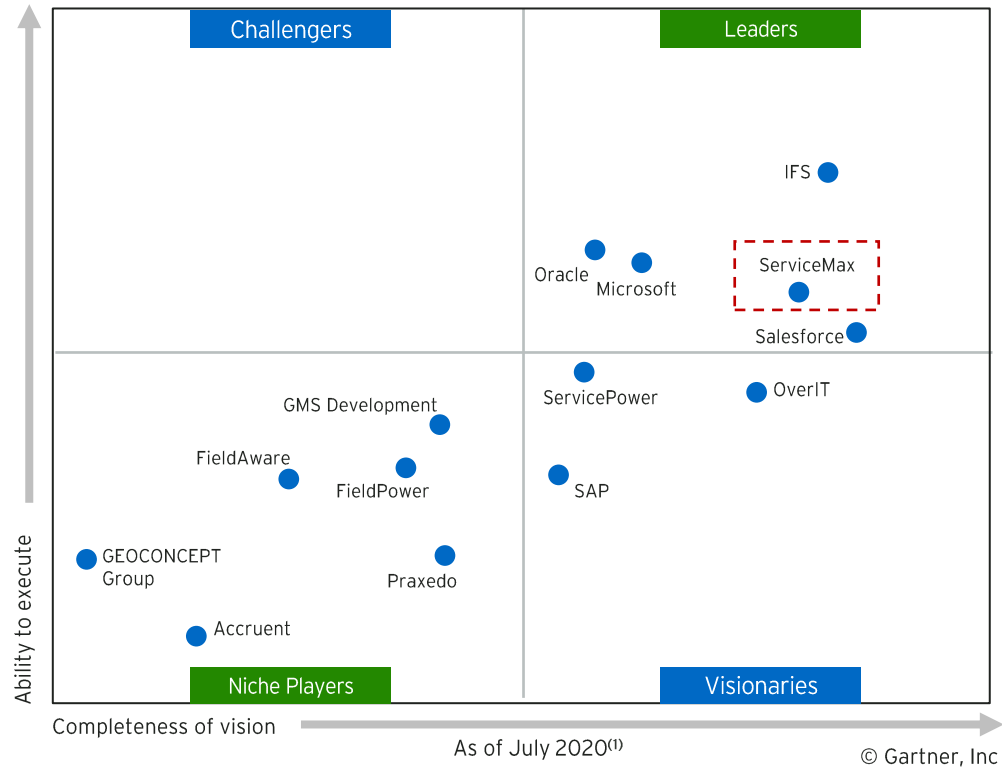 Challengers
Leaders
IFS
ServiceMax
Oracle
Microsoft
Salesforce
ServicePower
OverIT
GMS Development
FieldAware
FieldPower
SAP
GEOCONCEPT
Group
Praxedo
Accruent
Ability to execute
Niche Players
Visionaries
Completeness of vision
As of July 2020⁽¹⁾
© Gartner, Inc